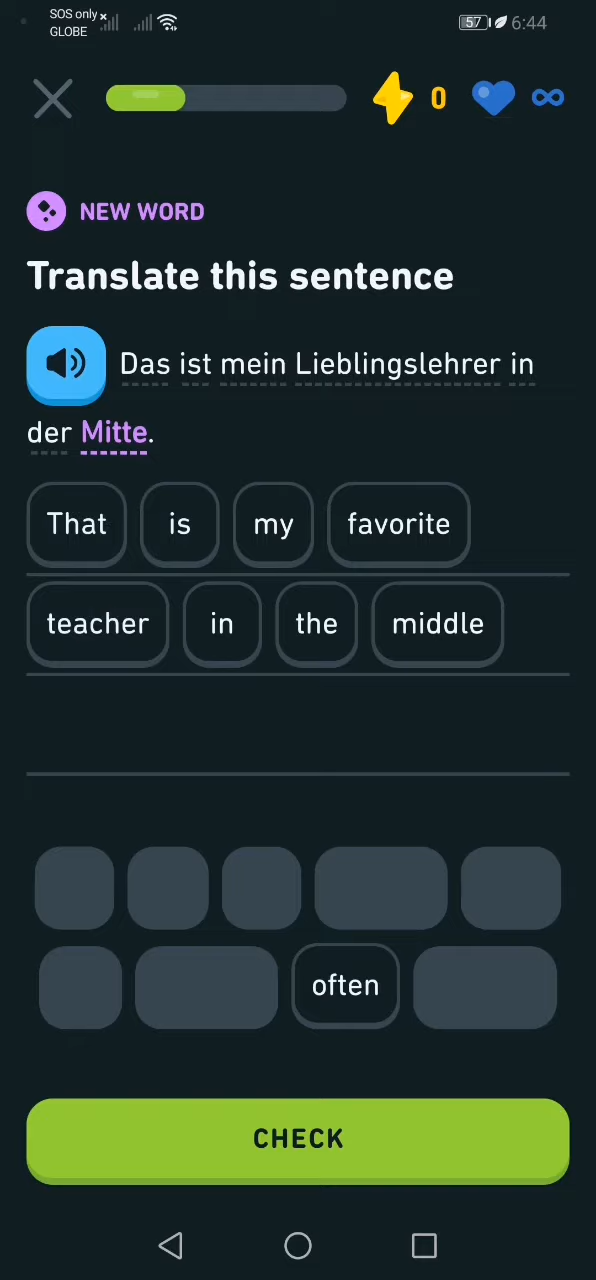 SOS only
GLOBE
57 6:44
0 ∞
NEW WORD
Translate this sentence
Das ist mein Lieblingslehrer in
der Mitte.
That is my favorite
teacher in the middle
often
CHECK